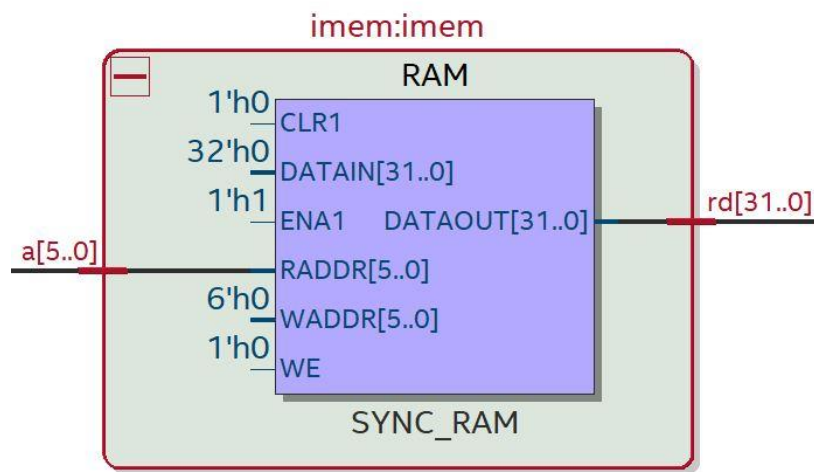 imem:imem
RAM
1'h0
CLR1
32'h0
DATAIN[31..0]
1'h1
ENA1
DATAOUT[31..0]
rd[31..0]
a[5..0]
RADDR[5..0]
6'h0
WADDR[5..0]
1'h0
WE
SYNC_RAM